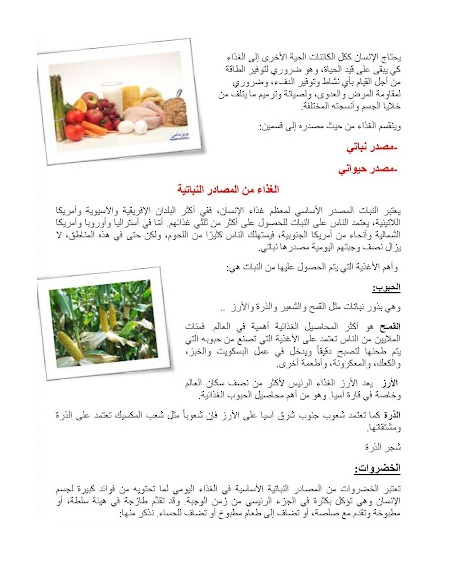 يحتاج الإنسان ككل الكائنات الحية الأخرى إلى الغذاء
كي يبقى على قيد الحياة، وهو ضروري لتوفير الطاقة
من أجل القيام بأي نشاط وتوفير الدفء، وضروري
لمقاومة المرض والعدوى، ولصيانة وترميم ما يتلف من
خلايا الجسم وأنسجته المختلفة.
وينقسم الغذاء من حيث مصدره إلى قسمين:
-مصدر نباتي
-مصدر حيواني
الغذاء من المصادر النباتية
يعتبر النبات المصدر الأساسي لمعظم غذاء الإنسان، ففي أكثر البلدان الإفريقية والآسيوية وأمريكا
اللاتينية، يعتمد الناس على النبات للحصول على أكثر من ثلثي غذائهم. أمّا في أستراليا وأوروبا وأمريكا
الشمالية وأنحاء من أمريكا الجنوبية، فيستهلك الناس كثيرًا من اللحوم، ولكن حتى في هذه المناطق، لا
يزال نصف وجبتهم اليومية مصدرها نباتي.
وأهم الأغذية التي يتم الحصول عليها من النبات هي:
الحبوب:
وهي بذور نباتات مثل القمح والشعير والذرة والأرز ..
القمـح هو أكثر المحاصيل الغذائية أهمية في العالم. فمئات
الملايين من الناس تعتمد على الأغذية التي تصنع من حبوبه التي
يتم طحنها لتصبح دقيقاً ويدخل في عمل البسكويت والخبز،
والكعك، والمعكرونة، وأطعمة أخرى.
الأرز يعد الأرز الغذاء الرئيس لأكثر من نصف سكان العالم
وخاصة في قارة آسيا. وهو من أهم محاصيل الحبوب الغذائية.
الذرة كما تعتمد شعوب جنوب شرق اسيا على الأرز فإن شعوباً مثل شعب المكسيك تعتمد على الذرة
ومشتقاتها.
شجر الذرة
الخضروات:
تعتبر الخضروات من المصادر النباتية الأساسية في الغذاء اليومي لما تحتويه من فوائد كبيرة لجسم
الإنسان وهي تؤكل بكثرة في الجزء الرئيسي من زمن الوجبة. وقد تقدَّم طازجة في هيئة سلطة، أو
مطبوخة وتقدم مع صلصة، أو تضاف إلى طعام مطبوخ أو تضاف للحساء. نذكر منها: